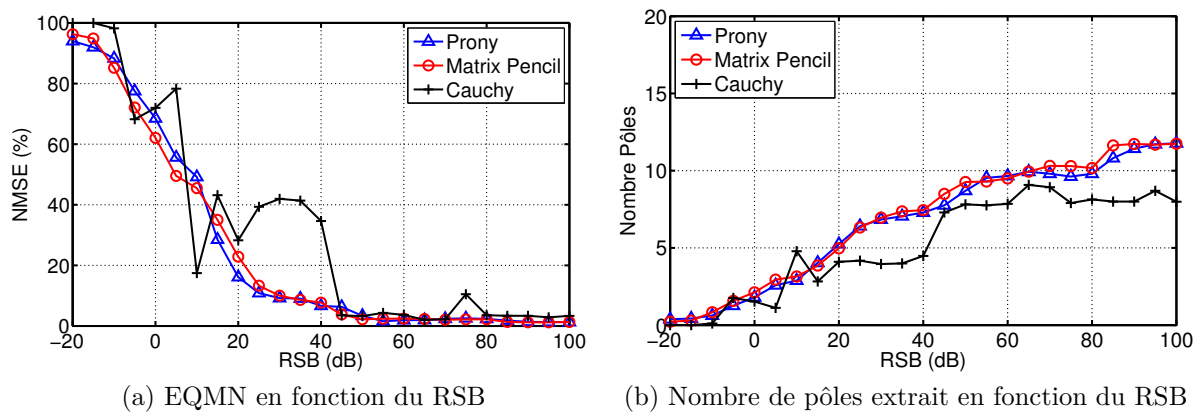 100
80
60
40
20
0
NMSE (%)
−20
0
20
40
60
80
100
RSB (dB)
Prony
Matrix Pencil
Cauchy
(a) EQMN en fonction du RSB
20
15
10
5
0
Nombre Pôles
−20
0
20
40
60
80
100
RSB (dB)
Prony
Matrix Pencil
Cauchy
(b) Nombre de pôles extrait en fonction du RSB